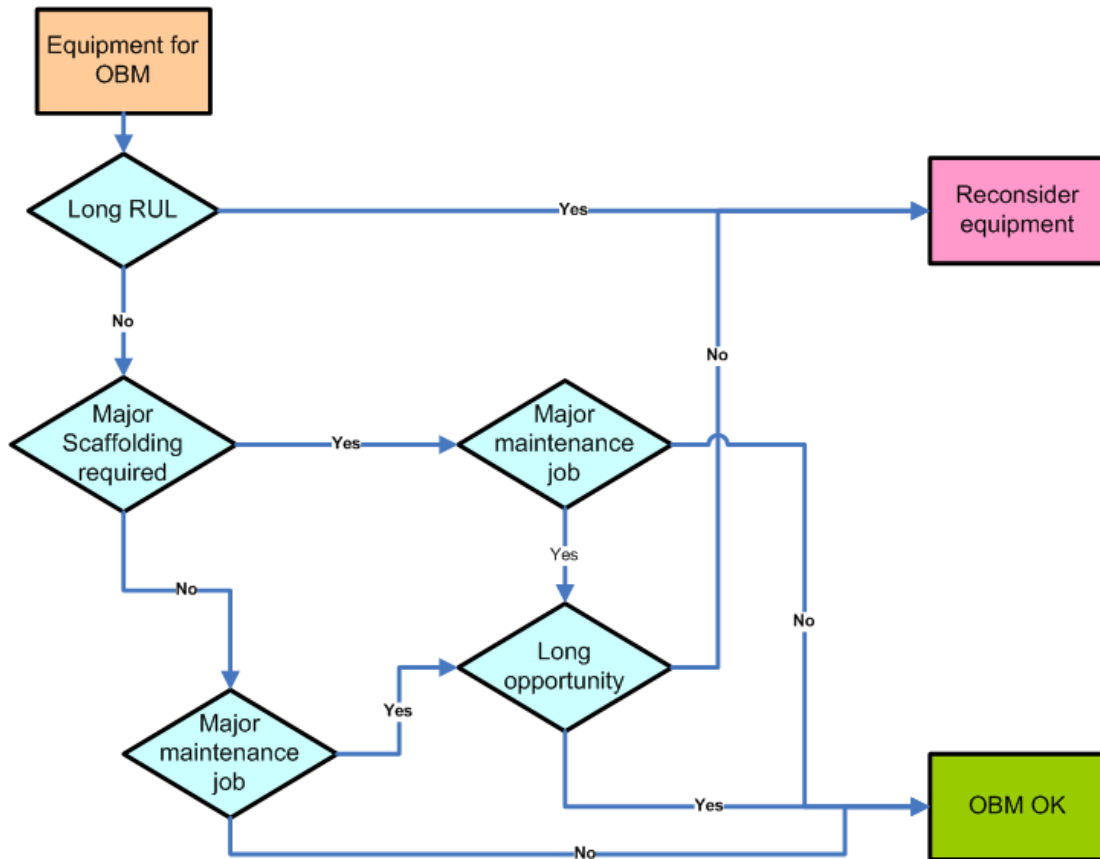 Equipment for
OBM
Long RUL
Yes
Reconsider
equipment
No
No
Major
Scaffolding
required
Yes
Major
maintenance
job
Yes
No
No
Long
opportunity
Yes
Major
maintenance
job
Yes
OBM OK
No